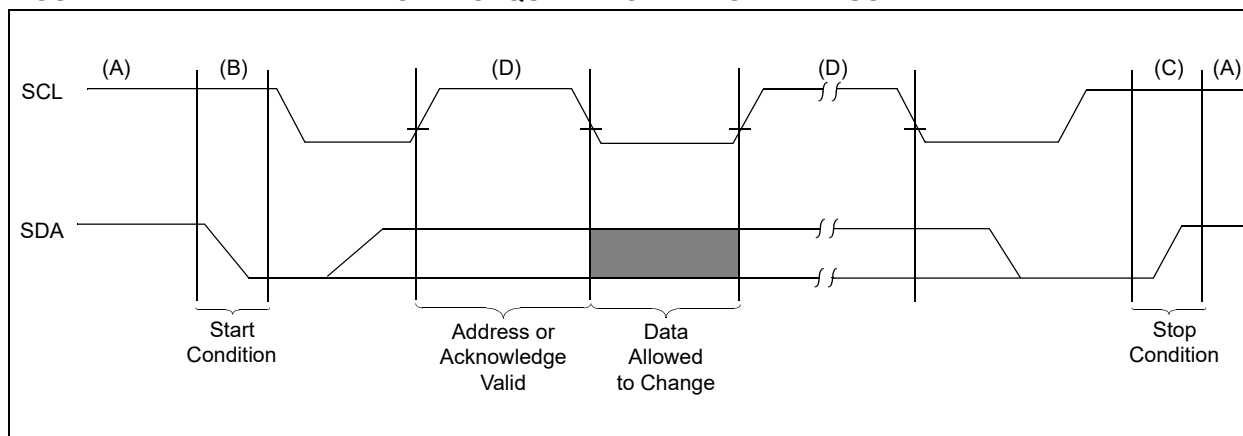 (A)
(B)
(D)
(D)
(C)
(A)
SCL
SDA
Start
Condition
Address or
Acknowledge
Valid
Data
Allowed
to Change
Stop
Condition